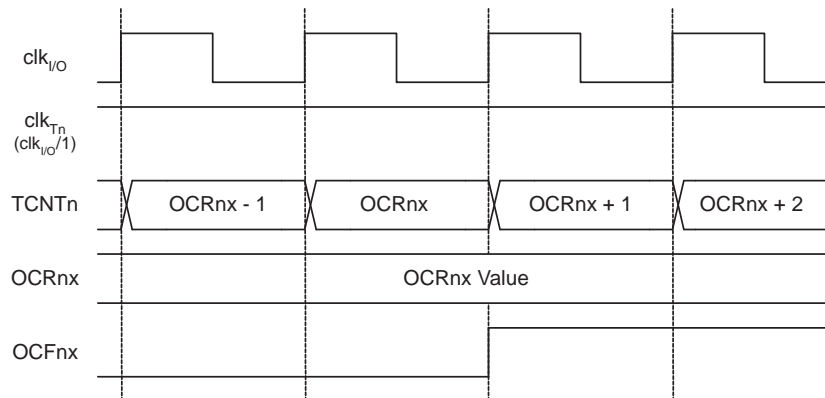 clkI/O
clkTn
(clkI/O/1)
TCNTn OCRnx - 1 OCRnx OCRnx + 1 OCRnx + 2
OCRnx OCRnx Value
OCFnx